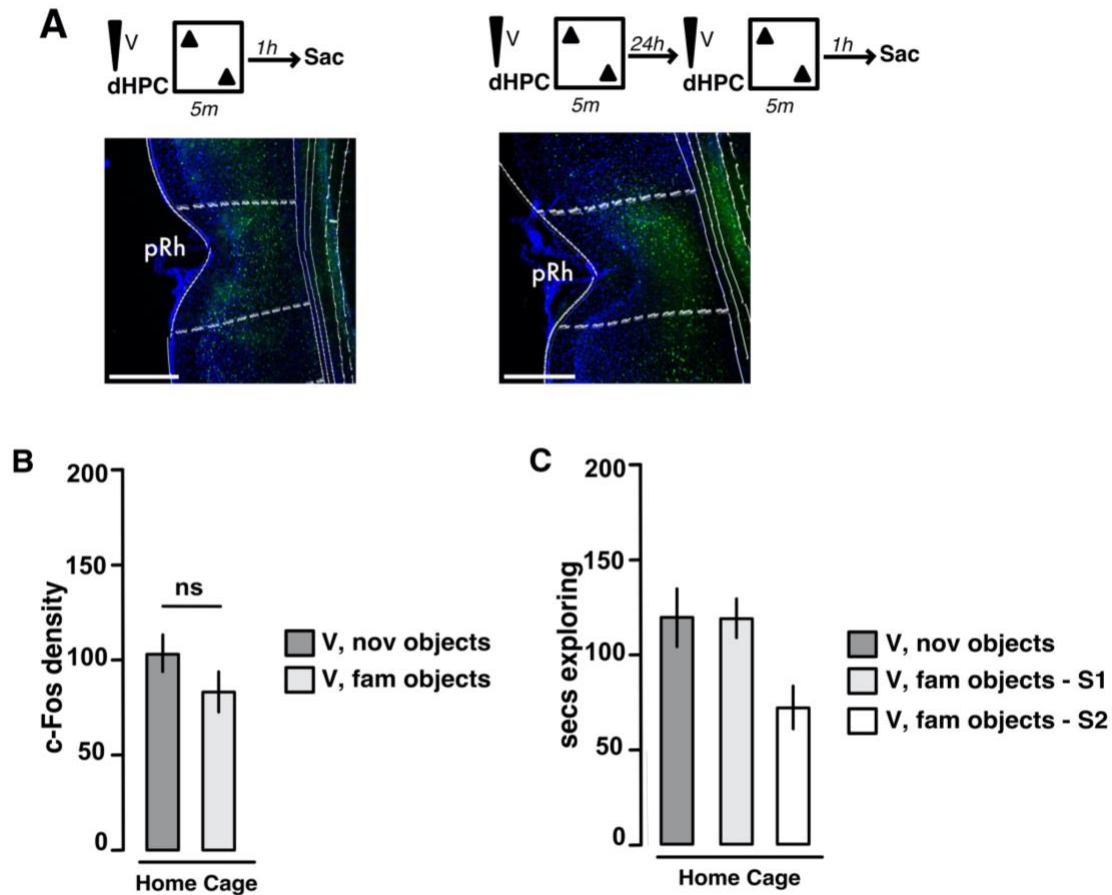 A
V
dHPC
5m
1h
Sac
V
dHPC
5m
24h
V
dHPC
5m
1h
Sac
pRh
pRh
B
c-Fos density
200
150
100
50
0
ns
Home Cage
V, nov objects
V, fam objects
C
secs exploring
200
150
100
50
0
Home Cage
V, nov objects
V, fam objects - S1
V, fam objects - S2